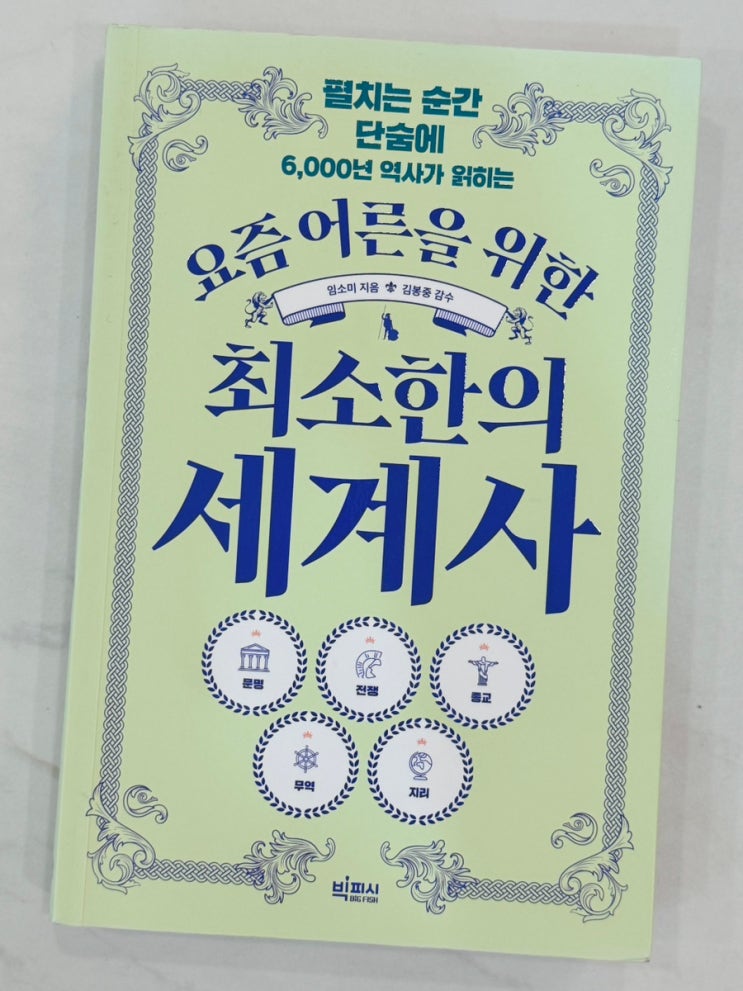 펼치는 순간
단숨에
6,000년 역사가 읽히는
요즘 어른을 위한
임소미 지음 김봉중 감수
최소한의
세계사
문명
전쟁
종교
무역
지리
빅피시
BIG FISH